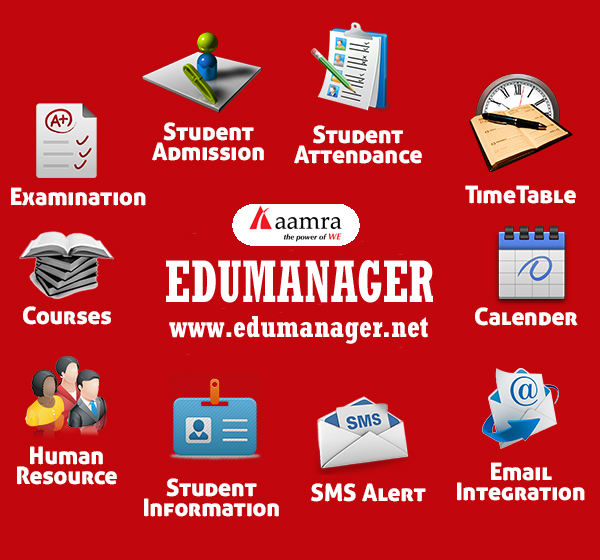 Student
Admission
Student
Attendance
A+
Examination
TimeTable
aamra
the power of WE
EDUMANAGER
www.edumanager.net
Courses
Calender
Human
Resource
Student
Information
SMS
SMS Alert
@
Email
Integration